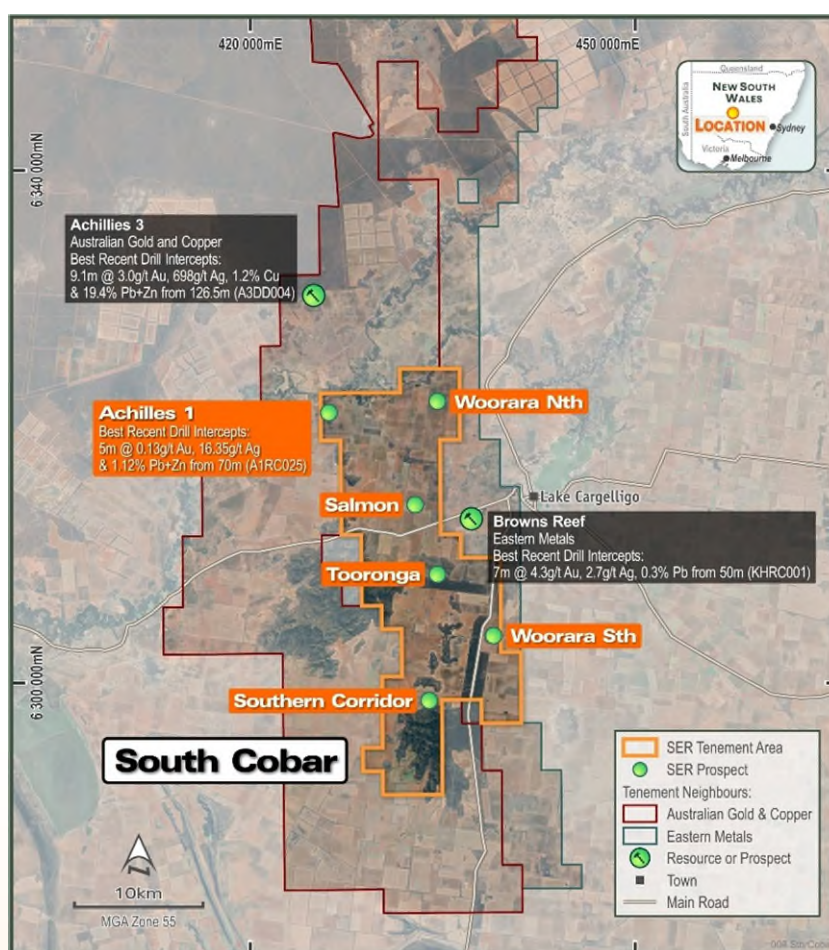 420 000mE
450 000mE
6 340 000mN
6 300 000mN
Queensland
South Australia
NEW SOUTH
WALES
LOCATION
Sydney
Victoria
Melbourne
Achillies 3
Australian Gold and Copper
Best Recent Drill Intercepts:
9.1m @ 3.0g/t Au, 698g/t Ag, 1.2% Cu
& 19.4% Pb+Zn from 126.5m (A3DD004)
Achilles 1
Best Recent Drill Intercepts:
5m @ 0.13g/t Au, 16.35g/t Ag
& 1.12% Pb+Zn from 70m (A1RC025)
Woorara Nth
Salmon
Lake Cargelligo
Browns Reef
Eastern Metals
Best Recent Drill Intercepts:
7m @ 4.3g/t Au, 2.7g/t Ag, 0.3% Pb from 50m (KHRC001)
Tooronga
Woorara Sth
Southern Corridor
South Cobar
10km
MGA Zone 55
SER Tenement Area
SER Prospect
Tenement Neighbours:
Australian Gold & Copper
Eastern Metals
Resource or Prospect
Town
Main Road